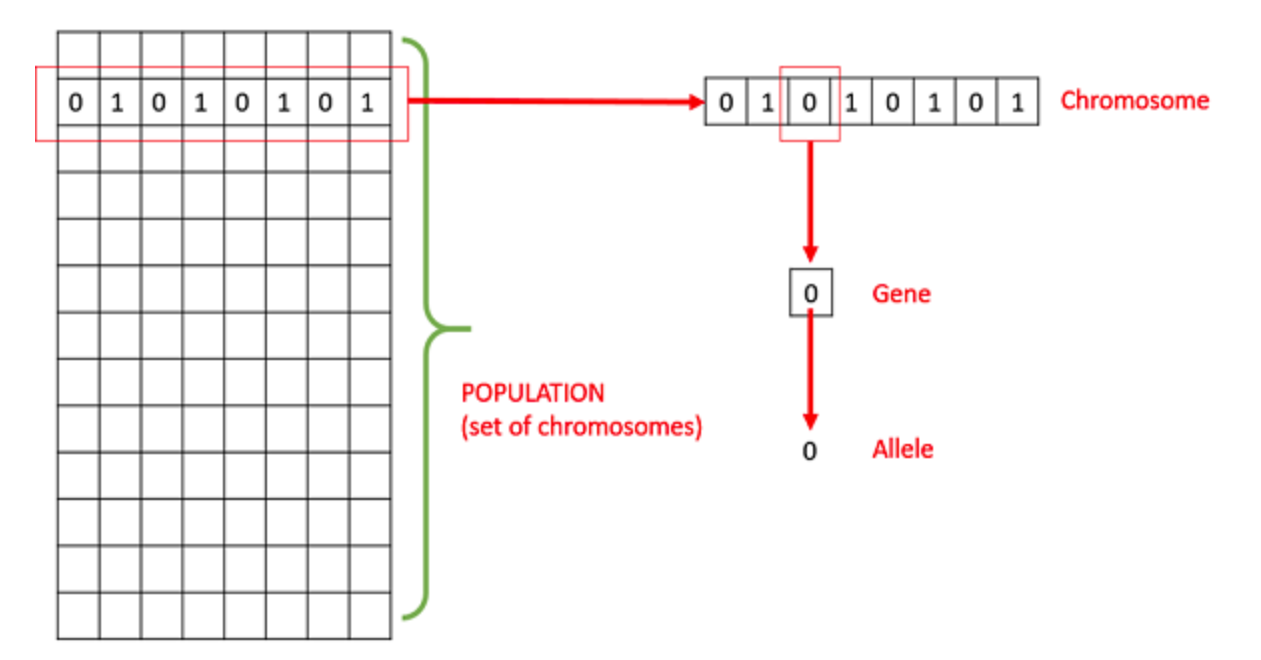 0 1 0 1 0 1 0 1
0 1 0 1 0 1 0 1 Chromosome
0 Gene
POPULATION
(set of chromosomes)
0 Allele